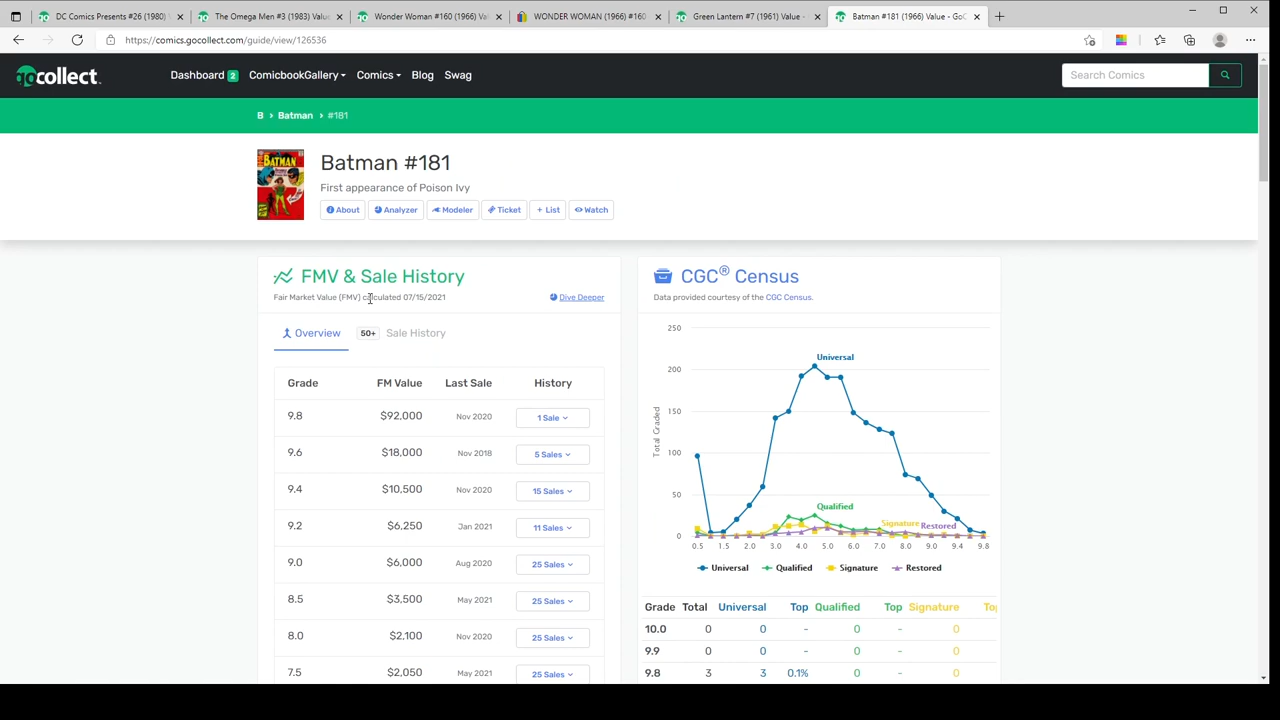 DC Comics Presents #26 (1980)
The Omega Men #3 (1983) Valu
Wonder Woman #160 (1966) Va
WONDER WOMAN (1966) #160
Green Lantern #7 (1961) Value -
Batman #181 (1966) Value - GoC
https://comics.gocollect.com/guide/view/126536
gocollect
Dashboard 2 ComicbookGallery Comics Blog Swag
Search Comics
B > Batman > #181
BATMAN
Batman #181
First appearance of Poison Ivy
About Analyzer Modeler Ticket + List Watch
FMV & Sale History
Fair Market Value (FMV) calculated 07/15/2021
Dive Deeper
Overview 50+ Sale History
Grade FM Value Last Sale History
9.8 $92,000 Nov 2020 1 Sale
9.6 $18,000 Nov 2018 5 Sales
9.4 $10,500 Nov 2020 15 Sales
9.2 $6,250 Jan 2021 11 Sales
9.0 $6,000 Aug 2020 25 Sales
8.5 $3,500 May 2021 25 Sales
8.0 $2,100 Nov 2020 25 Sales
7.5 $2,050 May 2021 25 Sales
CGC® Census
Data provided courtesy of the CGC Census.
250
200
150
100
50
0
Total Graded
Universal
Qualified
Signature
Restored
0.5 1.5 2.0 3.0 4.0 5.0 6.0 7.0 8.0 9.0 9.4 9.8
Universal Qualified Signature Restored
Grade Total Universal Top Qualified Top Signature To
10.0 0 0 - 0 - 0
9.9 0 0 - 0 - 0
9.8 3 3 0.1% 0 - 0